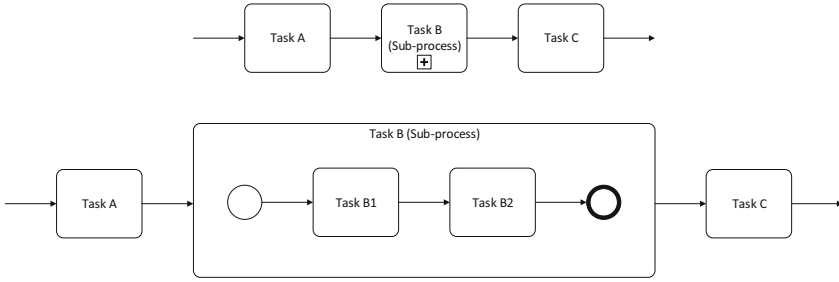 Task A
Task B
(Sub-process)
Task C
Task B (Sub-process)
Task A
Task B1
Task B2
Task C